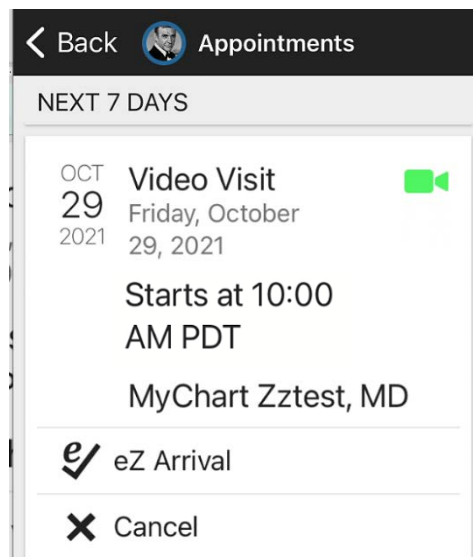 Back
Appointments
NEXT 7 DAYS
OCT
29
2021
Video Visit
Friday, October
29, 2021
Starts at 10:00
AM PDT
MyChart Zztest, MD
eZ Arrival
Cancel